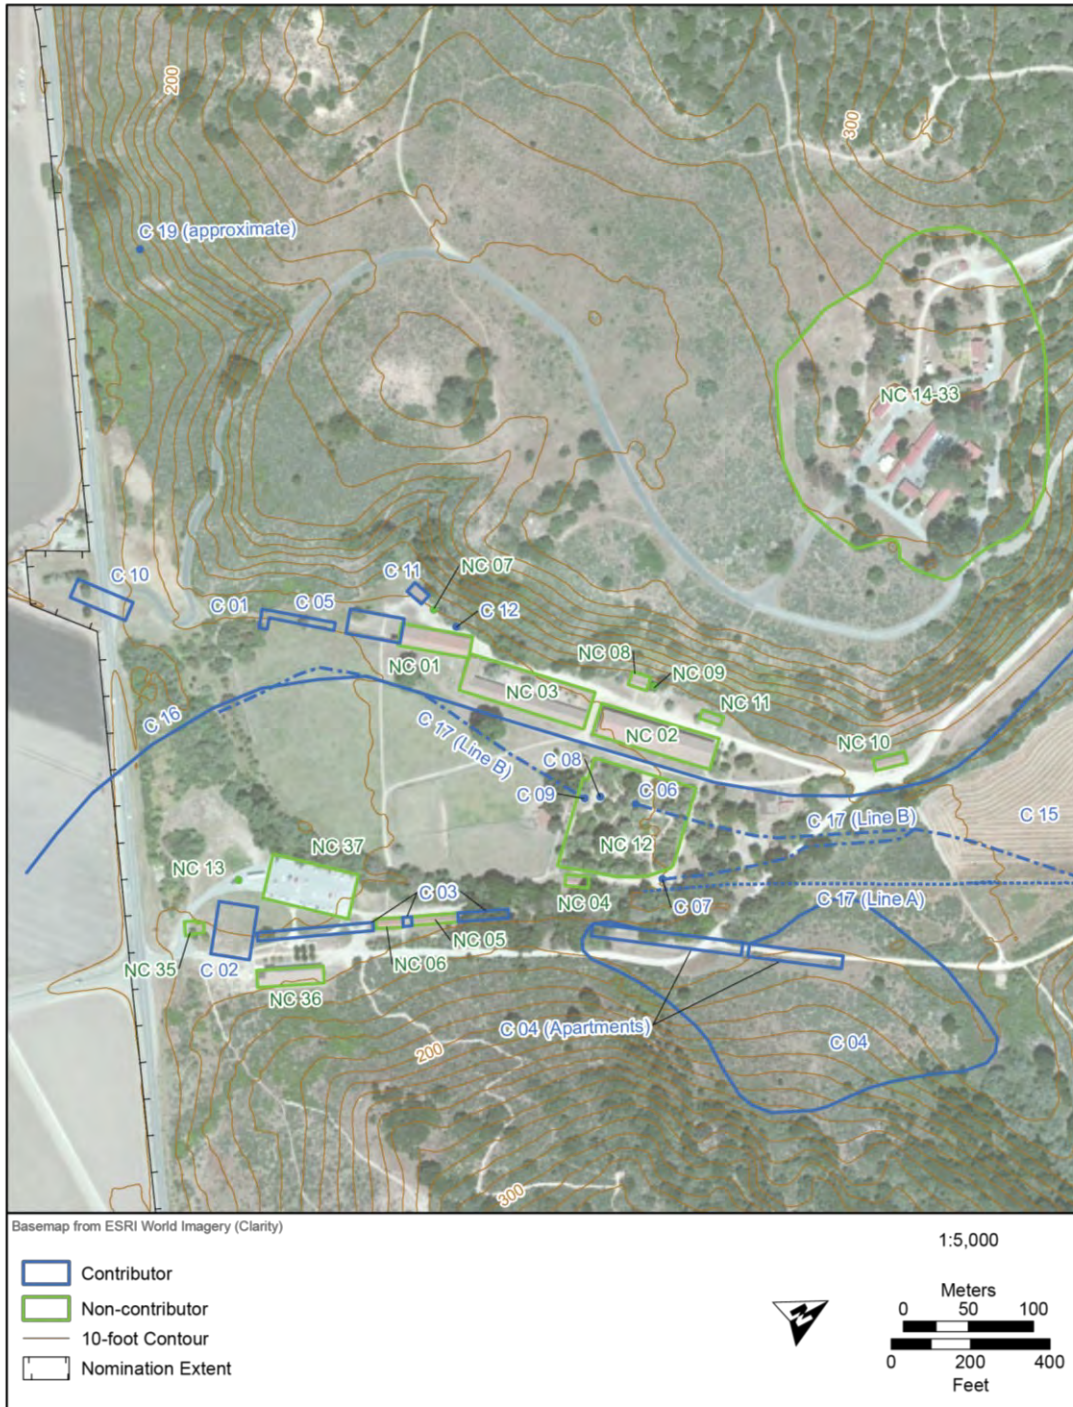 200
300
C 19 (approximate)
NC 14-33
C 10
C 01
C 05
C 11
NC 07
C 12
NC 01
NC 03
NC 08
NC 09
NC 11
NC 02
NC 10
C 16
C 17 (Line B)
C 08
C 09
C 06
C 17 (Line B)
C 15
NC 12
NC 13
NC 37
C 03
NC 04
C 07
C 17 (Line A)
NC 05
NC 06
NC 35
C 02
NC 36
C 04 (Apartments)
C 04
200
300
Basemap from ESRI World Imagery (Clarity)
Contributor
Non-contributor
10-foot Contour
Nomination Extent
N
1:5,000
Meters
0 50 100
0 200 400
Feet